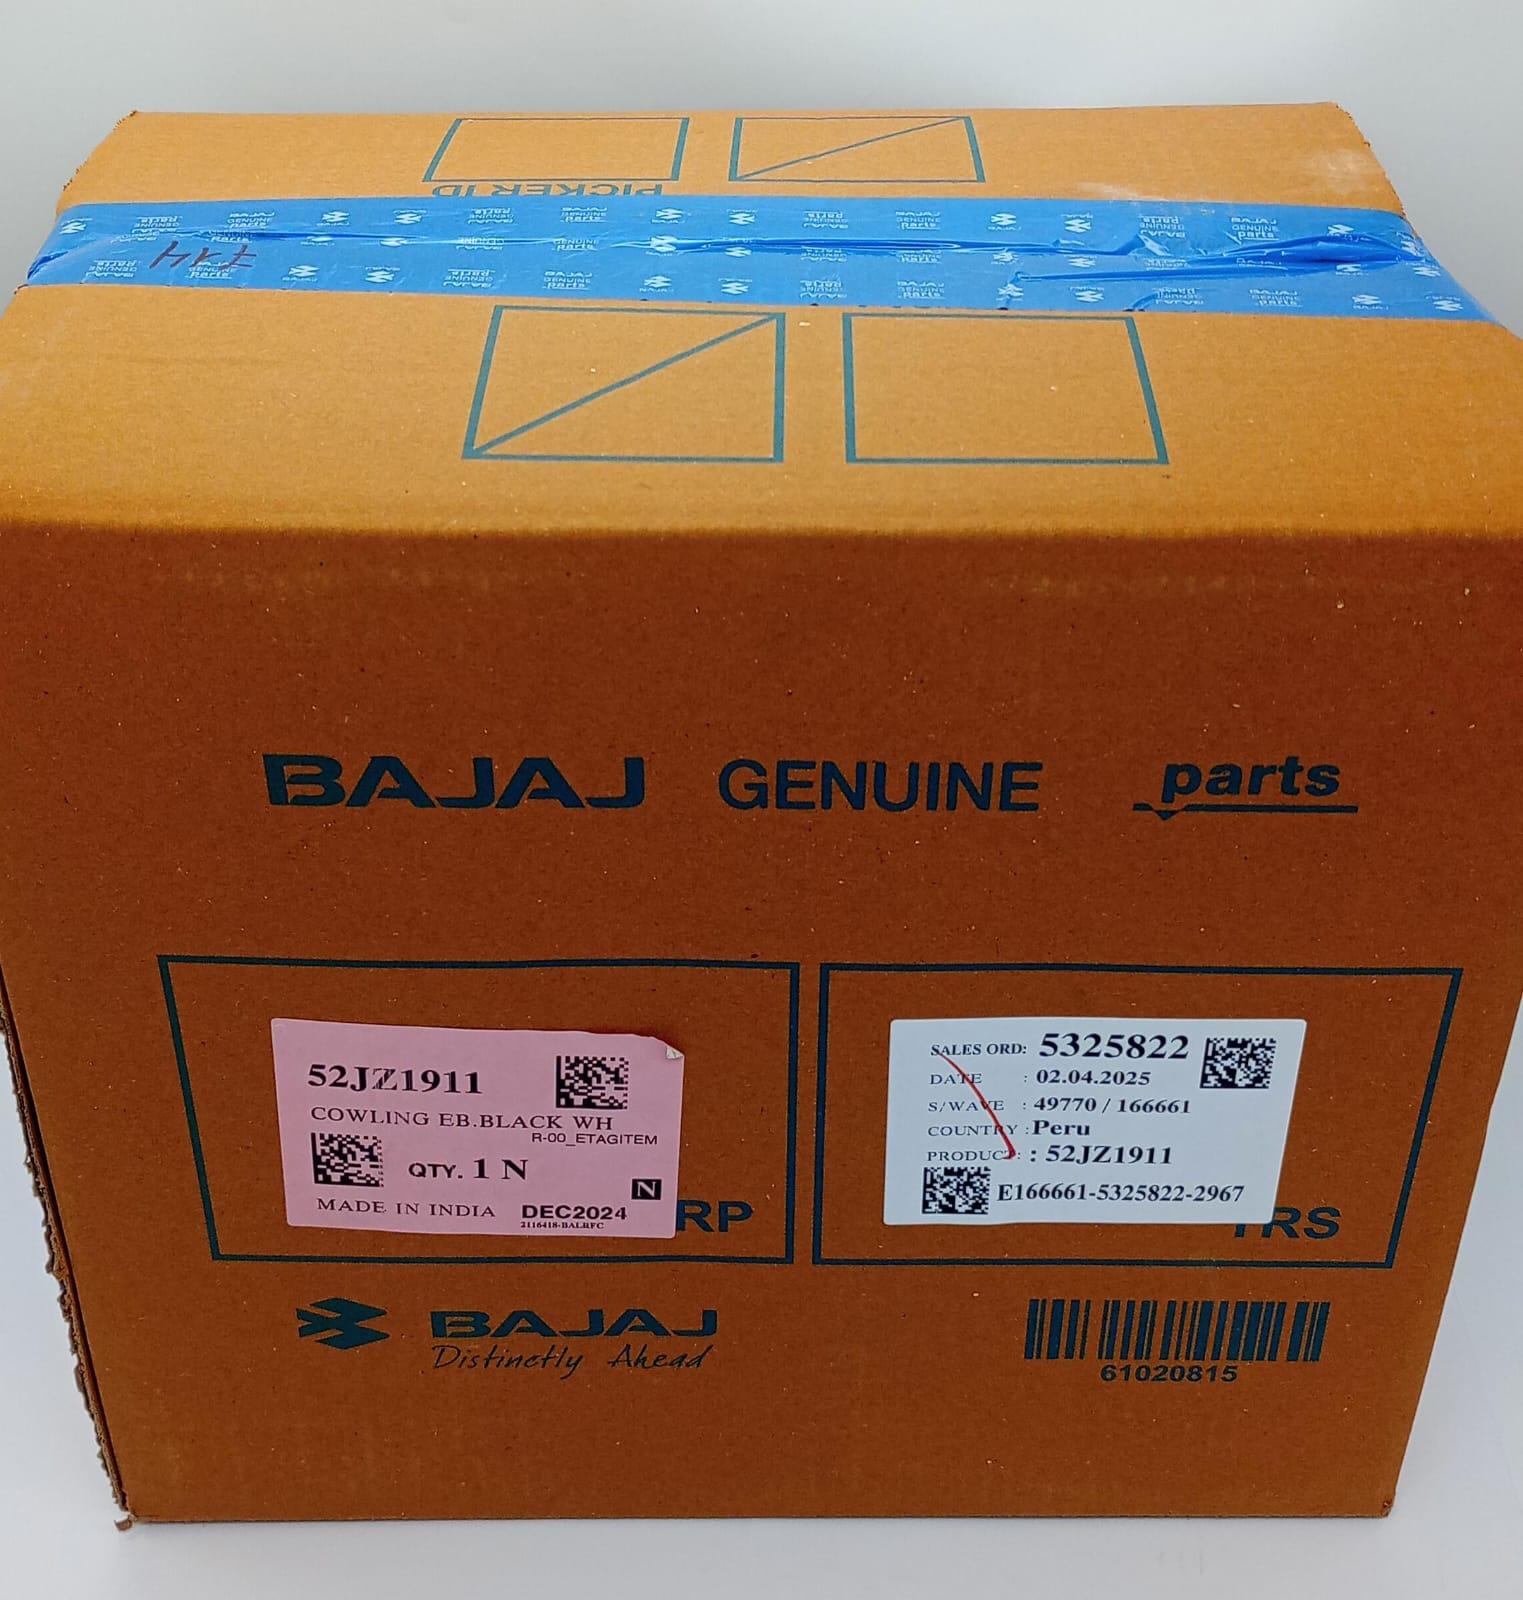 PICKER ID
BAJAJ GENUINE parts
52JZ1911
COWLING EB.BLACK WH
R-00_ETAGITEM
QTY. 1 N
N
MADE IN INDIA DEC2024
2116418-BALRFC
RP
SALES ORD: 5325822
DATE : 02.04.2025
S/WAVE : 49770 / 166661
COUNTRY : Peru
PRODUCT : : 52JZ1911
E166661-5325822-2967
TRS
BAJAJ
Distinctly Ahead
61020815